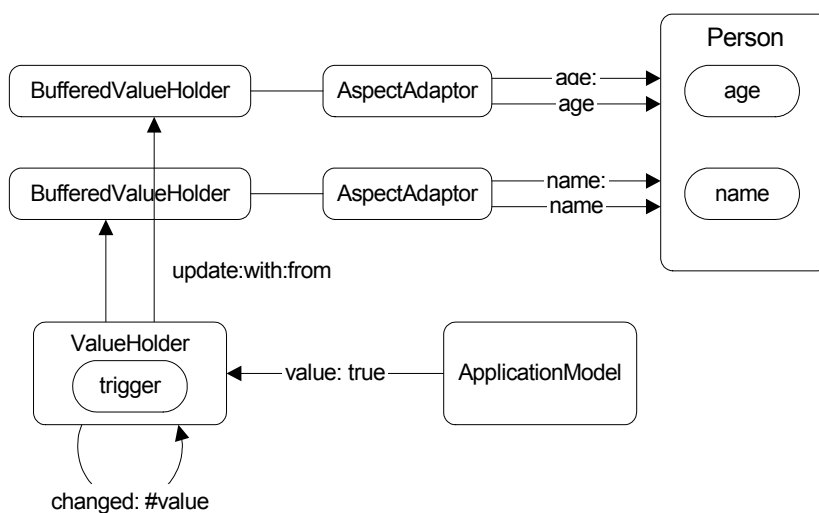 Person
BufferedValueHolder
AspectAdaptor
age:
age
age
BufferedValueHolder
AspectAdaptor
name:
name
name
update:with:from
ValueHolder
trigger
value: true
ApplicationModel
changed: #value